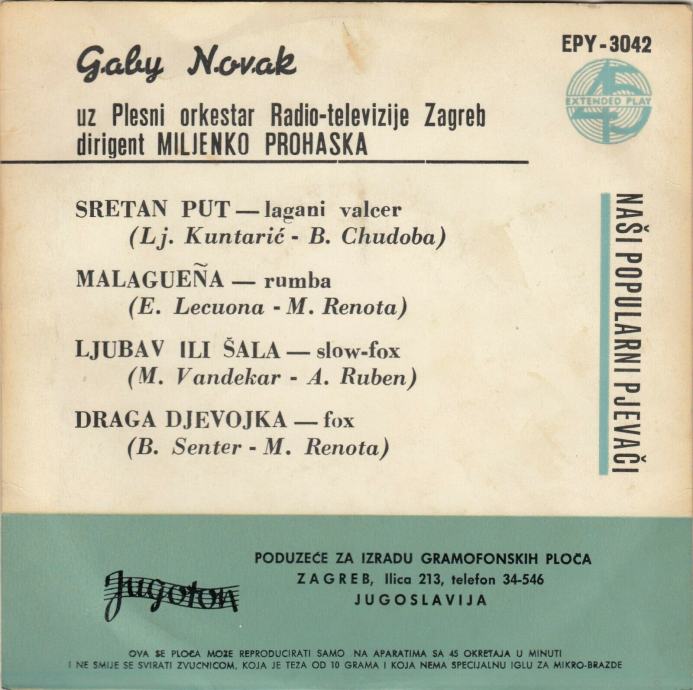 Gaby Novak
EPY-3042
45
EXTENDED PLAY
uz Plesni orkestar Radio-televizije Zagreb
dirigent MILJENKO PROHASKA
NAŠI POPULARNI PJEVAČI
SRETAN PUT — lagani valcer
(Lj. Kuntarić - B. Chudoba)
MALAGUEÑA — rumba
(E. Lecuona - M. Renota)
LJUBAV ILI ŠALA — slow-fox
(M. Vandekar - A. Ruben)
DRAGA DJEVOJKA — fox
(B. Senter - M. Renota)
Jugoton
PODUZEĆE ZA IZRADU GRAMOFONSKIH PLOČA
ZAGREB, Ilica 213, telefon 34-546
JUGOSLAVIJA
OVA SE PLOČA MOŽE REPRODUCIRATI SAMO NA APARATIMA SA 45 OKRETAJA U MINUTI
I NE SMIJE SE SVIRATI ZVUČNICOM, KOJA JE TEŽA OD 10 GRAMA I KOJA NEMA SPECIJALNU IGLU ZA MIKRO-BRAZDE